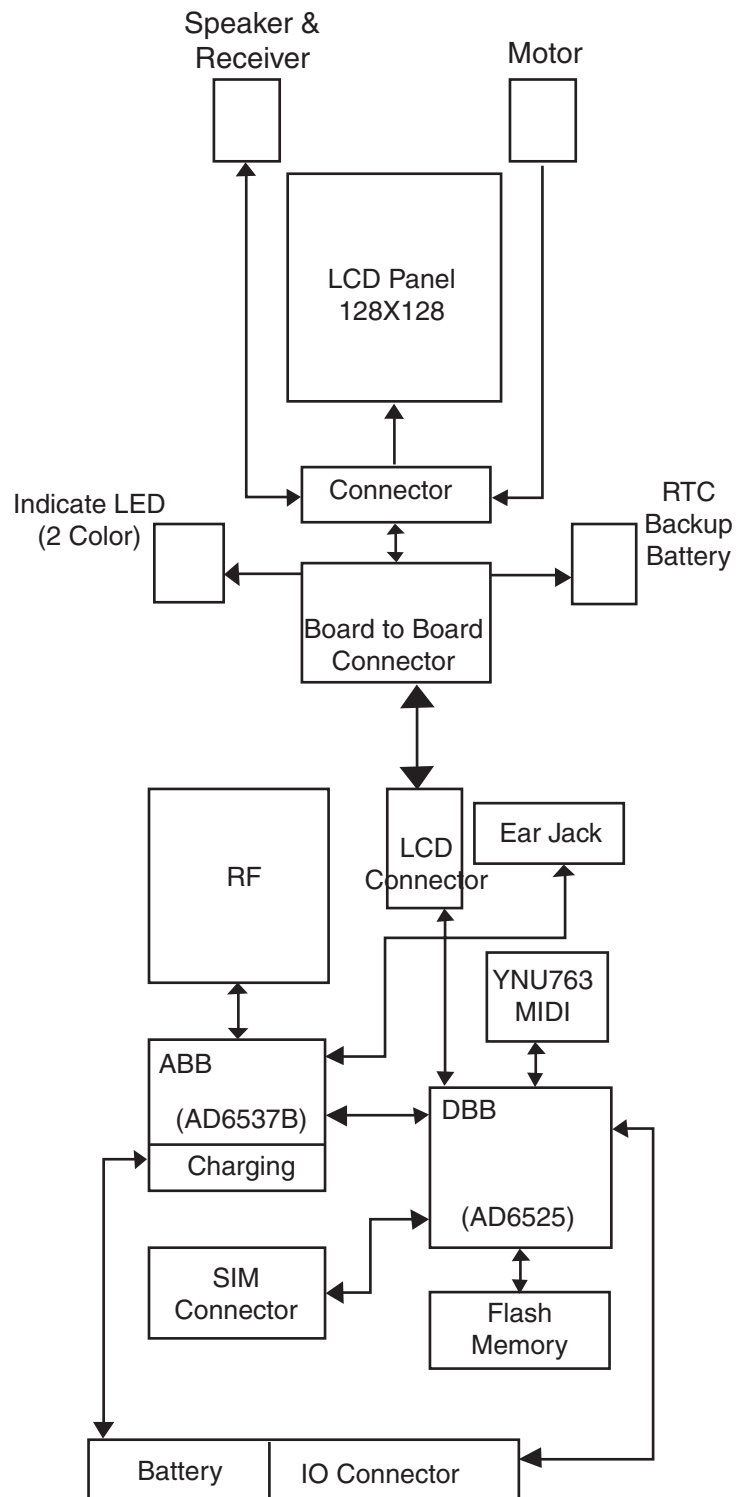 Speaker &
Receiver
Motor
LCD Panel
128X128
Connector
Indicate LED
(2 Color)
RTC
Backup
Battery
Board to Board
Connector
RF
LCD
Connector
Ear Jack
YNU763
MIDI
ABB
(AD6537B)
Charging
DBB
(AD6525)
SIM
Connector
Flash
Memory
Battery
IO Connector